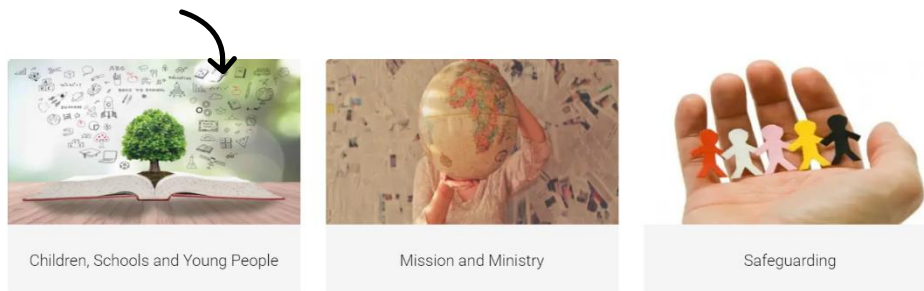 Children, Schools and Young People
Mission and Ministry
Safeguarding